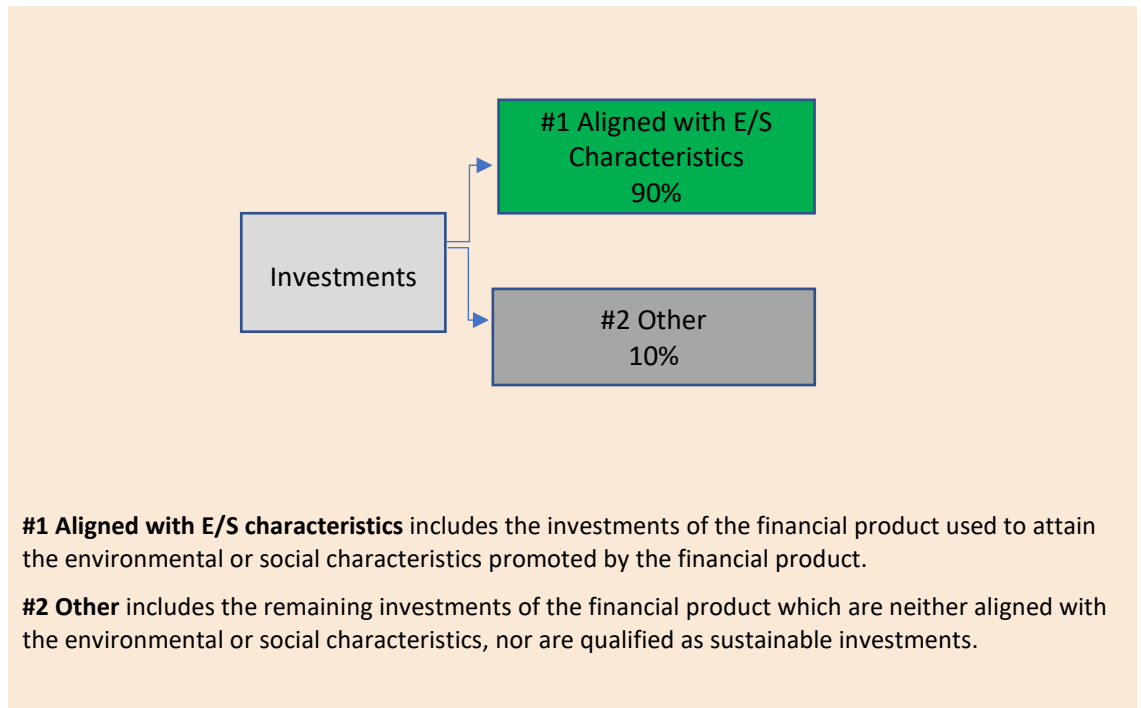 #1 Aligned with E/S
Characteristics
90%
Investments
#2 Other
10%
#1 Aligned with E/S characteristics includes the investments of the financial product used to attain
the environmental or social characteristics promoted by the financial product.
#2 Other includes the remaining investments of the financial product which are neither aligned with
the environmental or social characteristics, nor are qualified as sustainable investments.